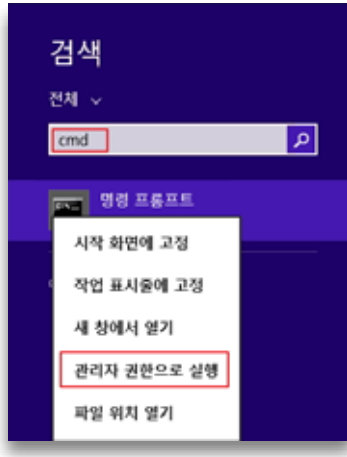 검색
전체
cmd
명령 프롬프트
시작 화면에 고정
작업 표시줄에 고정
새 창에서 열기
관리자 권한으로 실행
파일 위치 열기